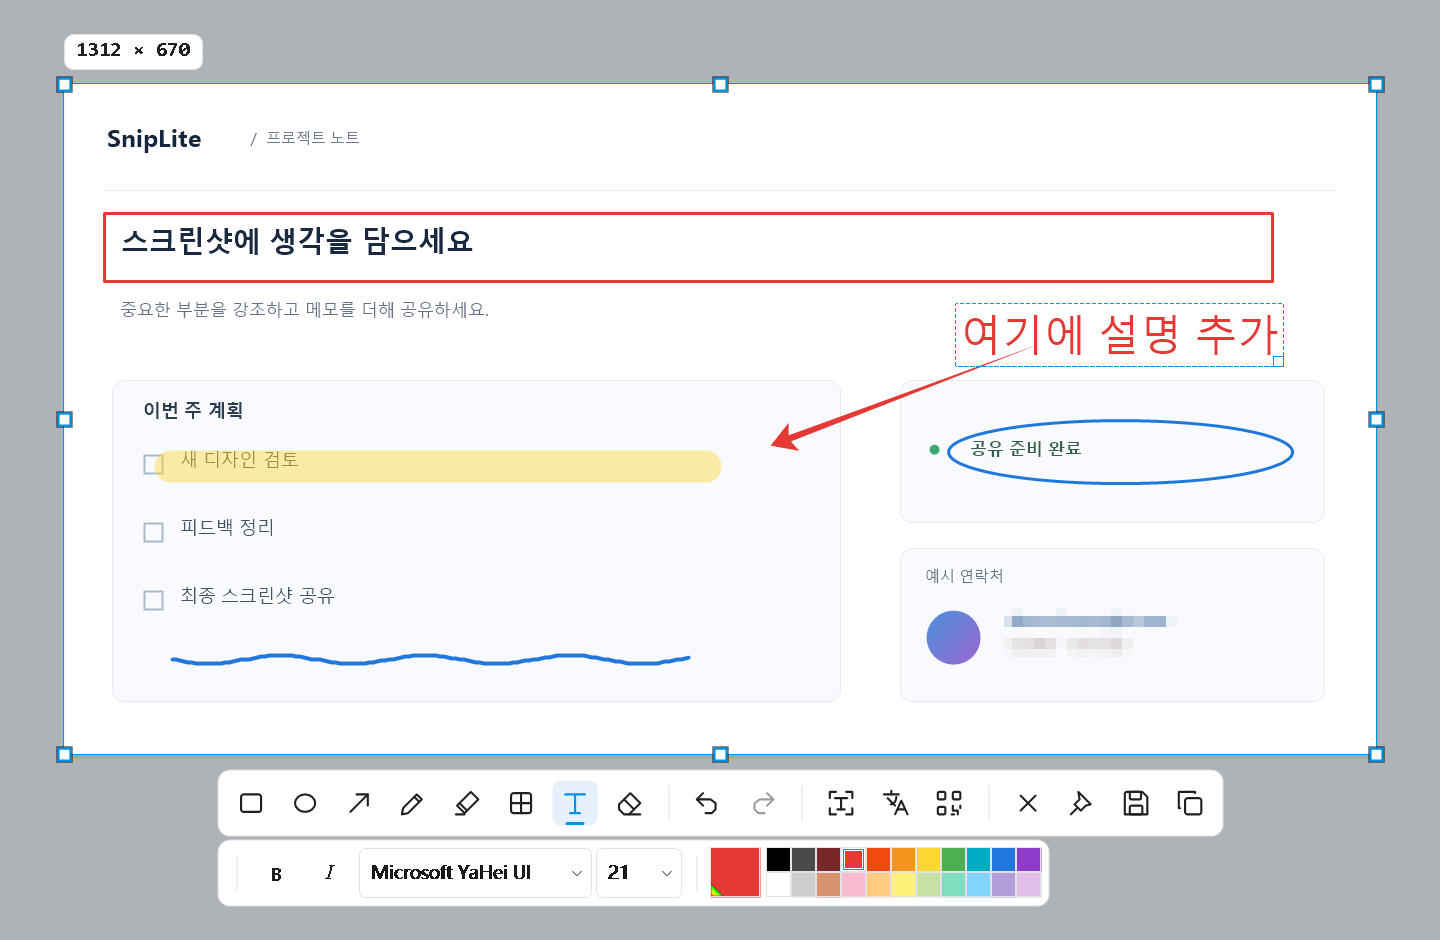 1312 × 670
SnipLite / 프로젝트 노트
스크린샷에 생각을 담으세요
중요한 부분을 강조하고 메모를 더해 공유하세요.
여기에 설명 추가
이번 주 계획
새 디자인 검토
피드백 정리
최종 스크린샷 공유
공유 준비 완료
예시 연락처
B I Microsoft YaHei UI 21